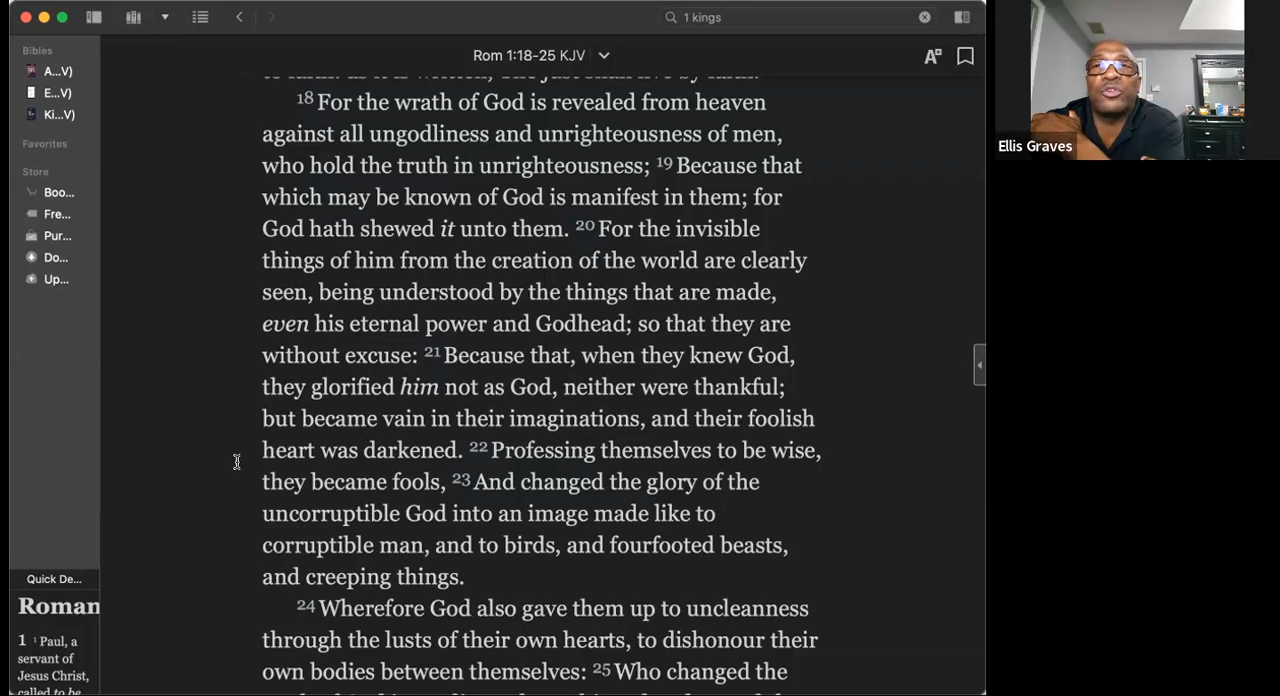 1 kings
Bibles
A...V)
E...V)
Ki...V)
Favorites
Store
Boo...
Fre...
Pur...
Do...
Up...
Quick De...
Roman
1 1 Paul, a
servant of
Jesus Christ,
called to be
Rom 1:18-25 KJV
18 For the wrath of God is revealed from heaven
against all ungodliness and unrighteousness of men,
who hold the truth in unrighteousness; 19 Because that
which may be known of God is manifest in them; for
God hath shewed it unto them. 20 For the invisible
things of him from the creation of the world are clearly
seen, being understood by the things that are made,
even his eternal power and Godhead; so that they are
without excuse: 21 Because that, when they knew God,
they glorified him not as God, neither were thankful;
but became vain in their imaginations, and their foolish
heart was darkened. 22 Professing themselves to be wise,
they became fools, 23 And changed the glory of the
uncorruptible God into an image made like to
corruptible man, and to birds, and fourfooted beasts,
and creeping things.
24 Wherefore God also gave them up to uncleanness
through the lusts of their own hearts, to dishonour their
own bodies between themselves: 25 Who changed the
Ellis Graves